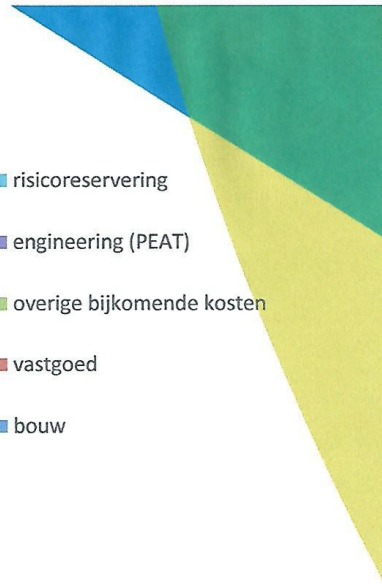 risicoreservering
engineering (PEAT)
overige bijkomende kosten
vastgoed
bouw